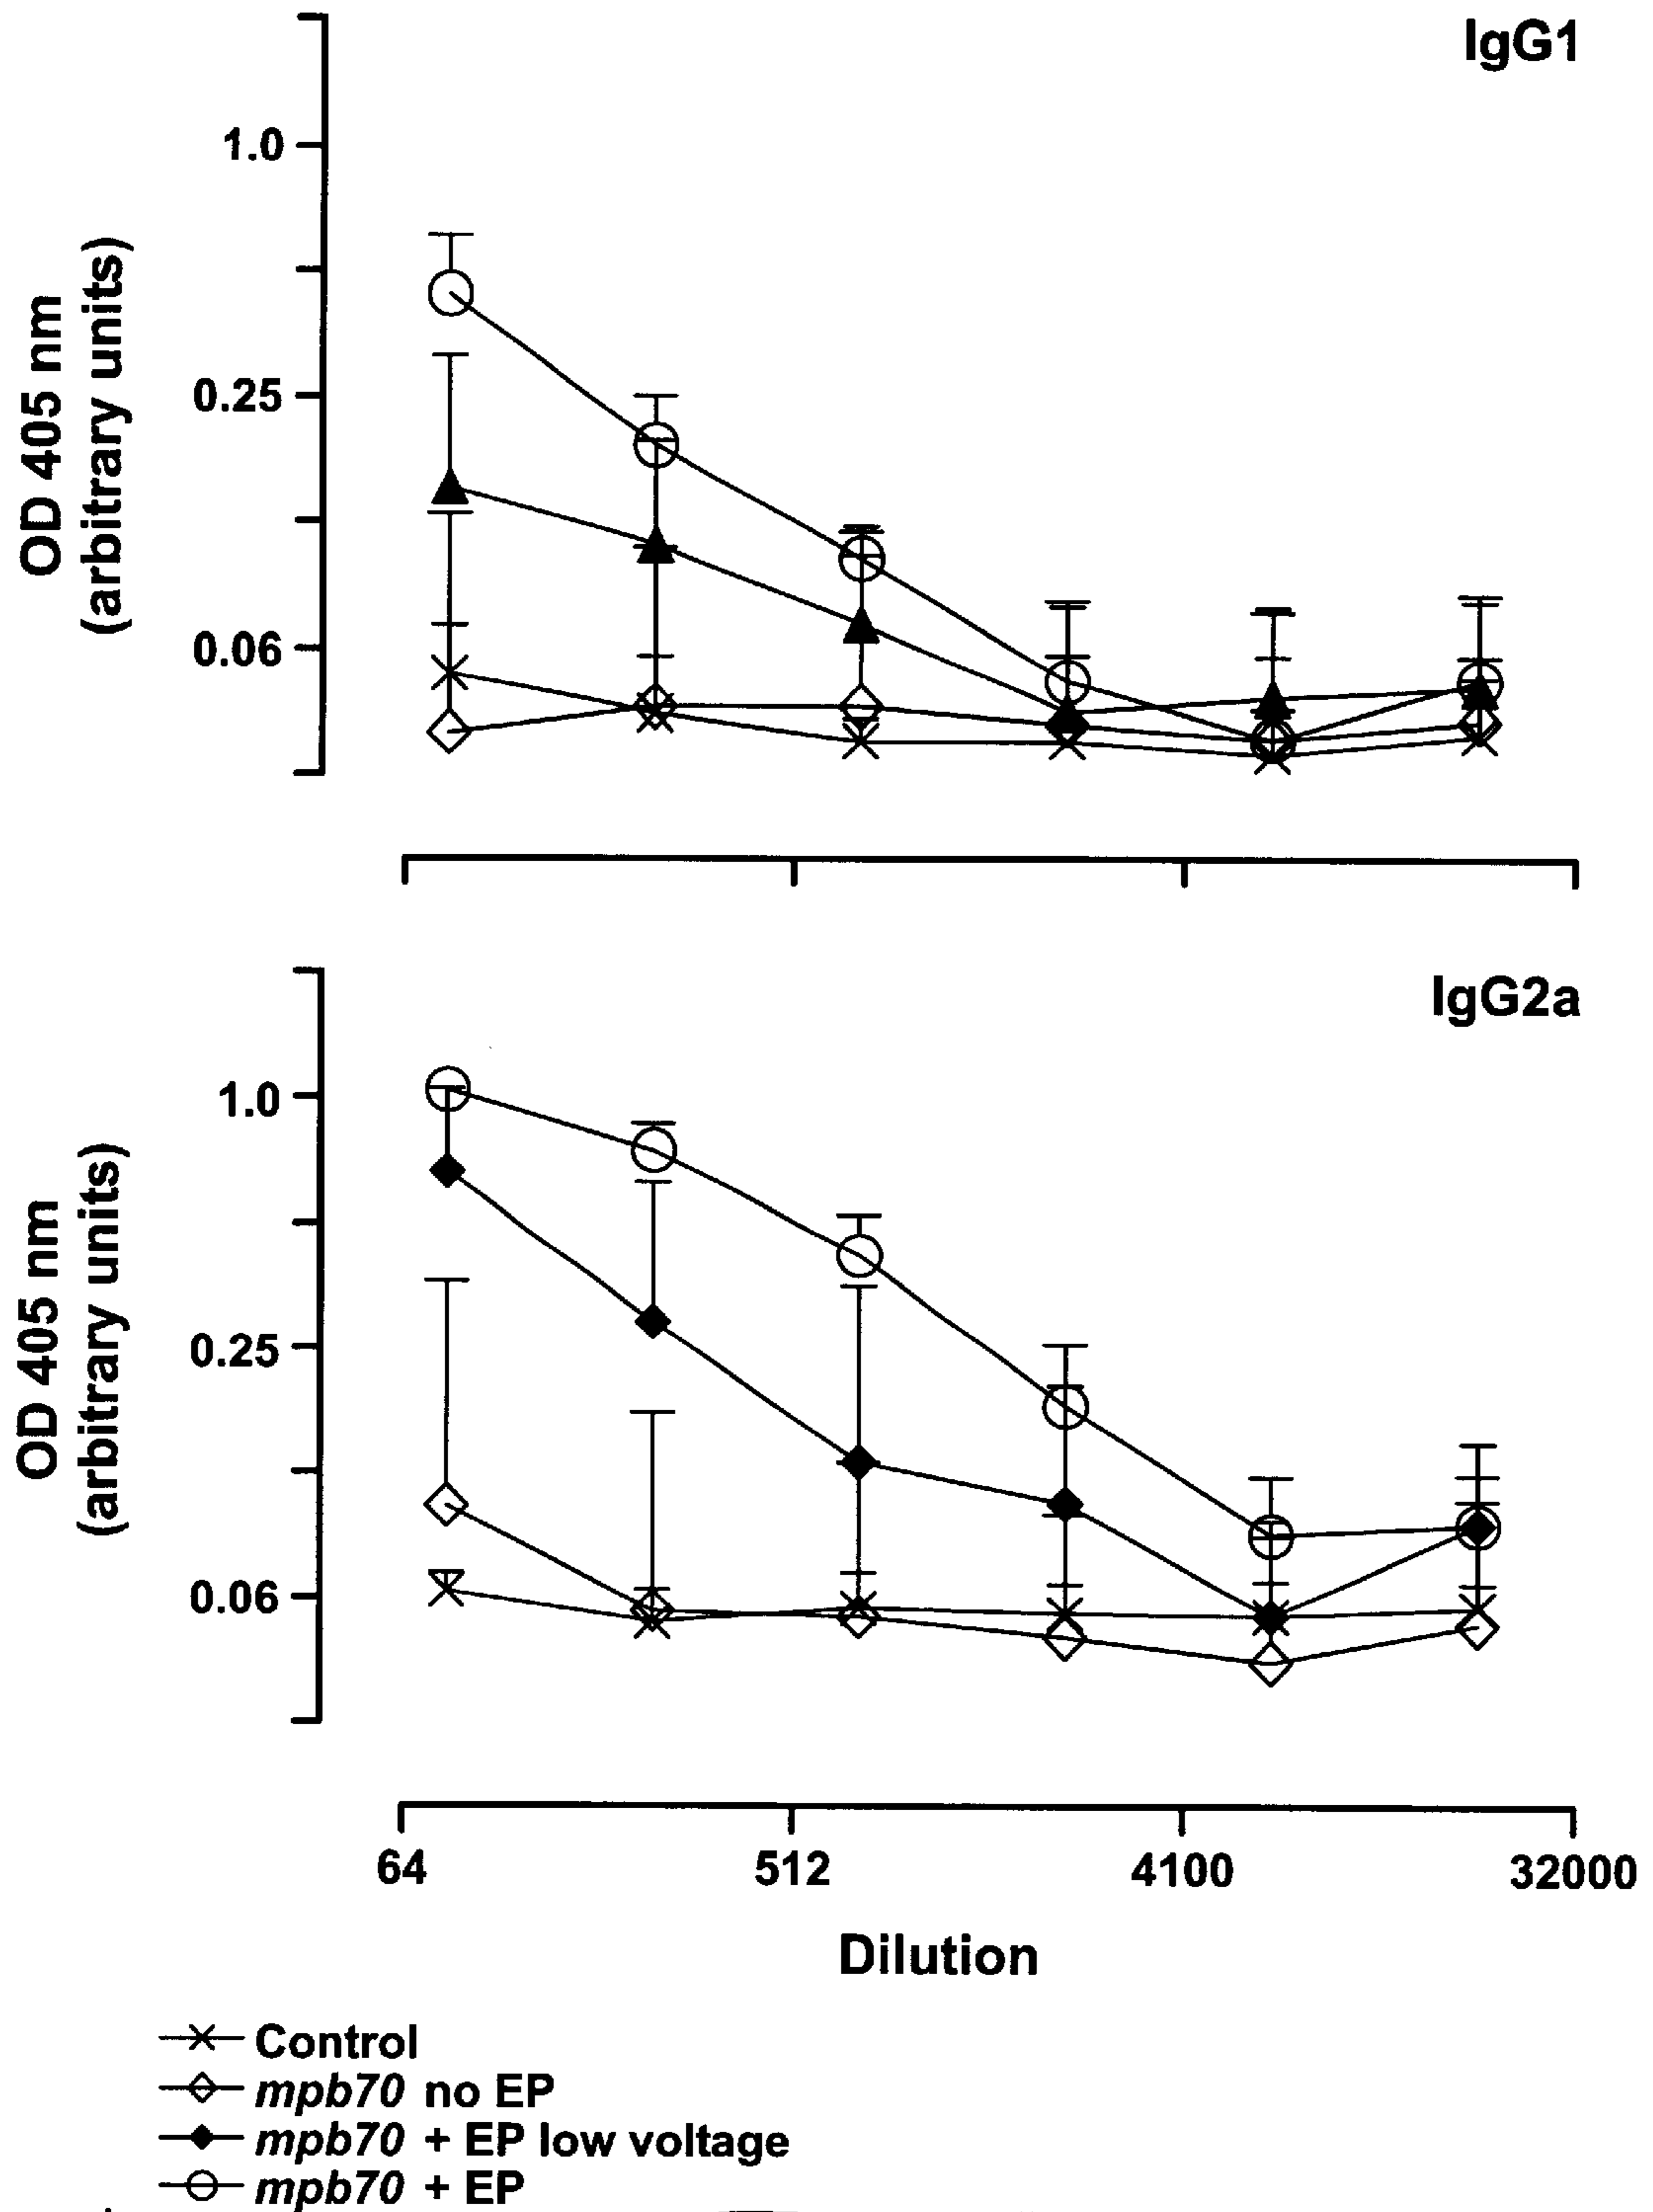 IgG1
1.0
0.25
0.06
OD 405 nm
(arbitrary units)
IgG2a
1.0
0.25
0.06
OD 405 nm
(arbitrary units)
64 512 4100 32000
Dilution
Control
mpb70 no EP
mpb70 + EP low voltage
mpb70 + EP